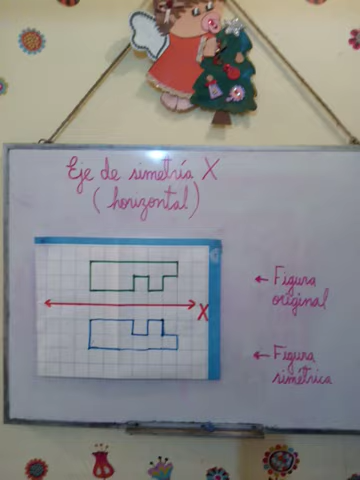 Eje de simetría X
(horizontal)
X
← Figura
original
← Figura
simétrica